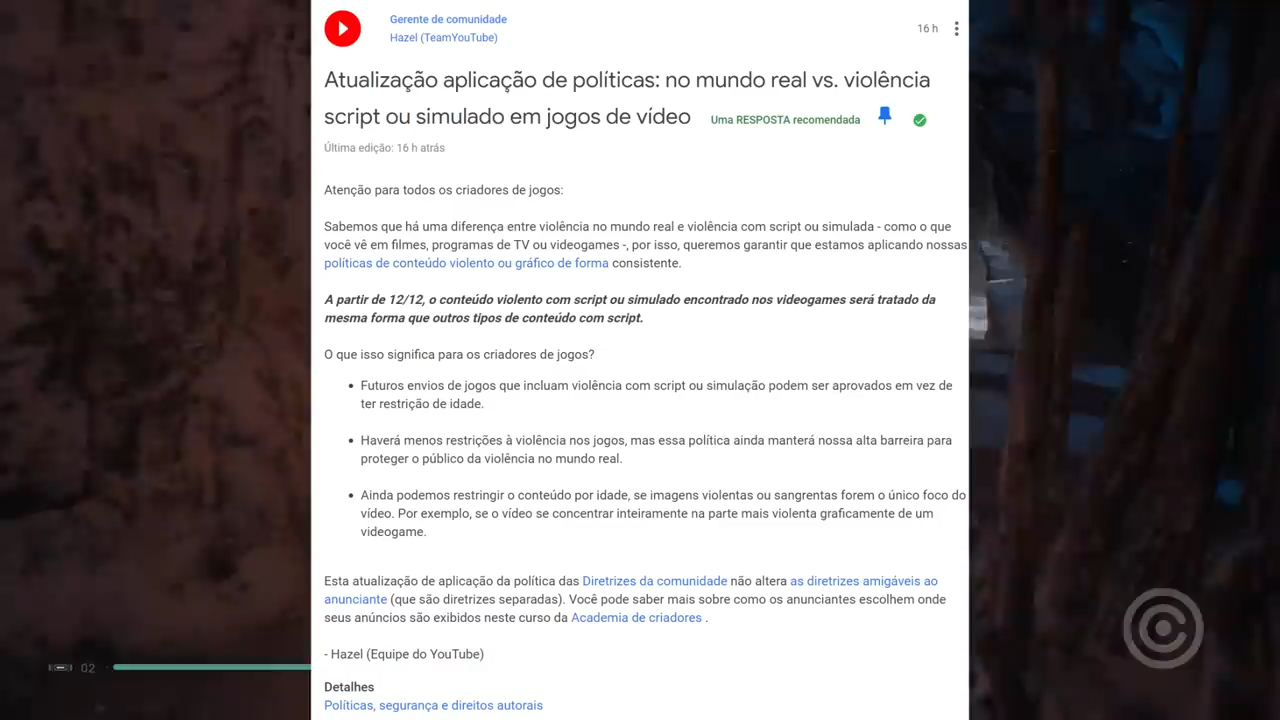 Gerente de comunidade
Hazel (TeamYouTube)
16 h
Atualização aplicação de políticas: no mundo real vs. violência
script ou simulado em jogos de vídeo
Uma RESPOSTA recomendada
Última edição: 16 h atrás
Atenção para todos os criadores de jogos:
Sabemos que há uma diferença entre violência no mundo real e violência com script ou simulada - como o que
você vê em filmes, programas de TV ou videogames -, por isso, queremos garantir que estamos aplicando nossas
políticas de conteúdo violento ou gráfico de forma consistente.
A partir de 12/12, o conteúdo violento com script ou simulado encontrado nos videogames será tratado da
mesma forma que outros tipos de conteúdo com script.
O que isso significa para os criadores de jogos?
• Futuros envios de jogos que incluam violência com script ou simulação podem ser aprovados em vez de
ter restrição de idade.
• Haverá menos restrições à violência nos jogos, mas essa política ainda manterá nossa alta barreira para
proteger o público da violência no mundo real.
• Ainda podemos restringir o conteúdo por idade, se imagens violentas ou sangrentas forem o único foco do
vídeo. Por exemplo, se o vídeo se concentrar inteiramente na parte mais violenta graficamente de um
videogame.
Esta atualização de aplicação da política das Diretrizes da comunidade não altera as diretrizes amigáveis ao
anunciante (que são diretrizes separadas). Você pode saber mais sobre como os anunciantes escolhem onde
seus anúncios são exibidos neste curso da Academia de criadores .
- Hazel (Equipe do YouTube)
02
Detalhes
Políticas, segurança e direitos autorais